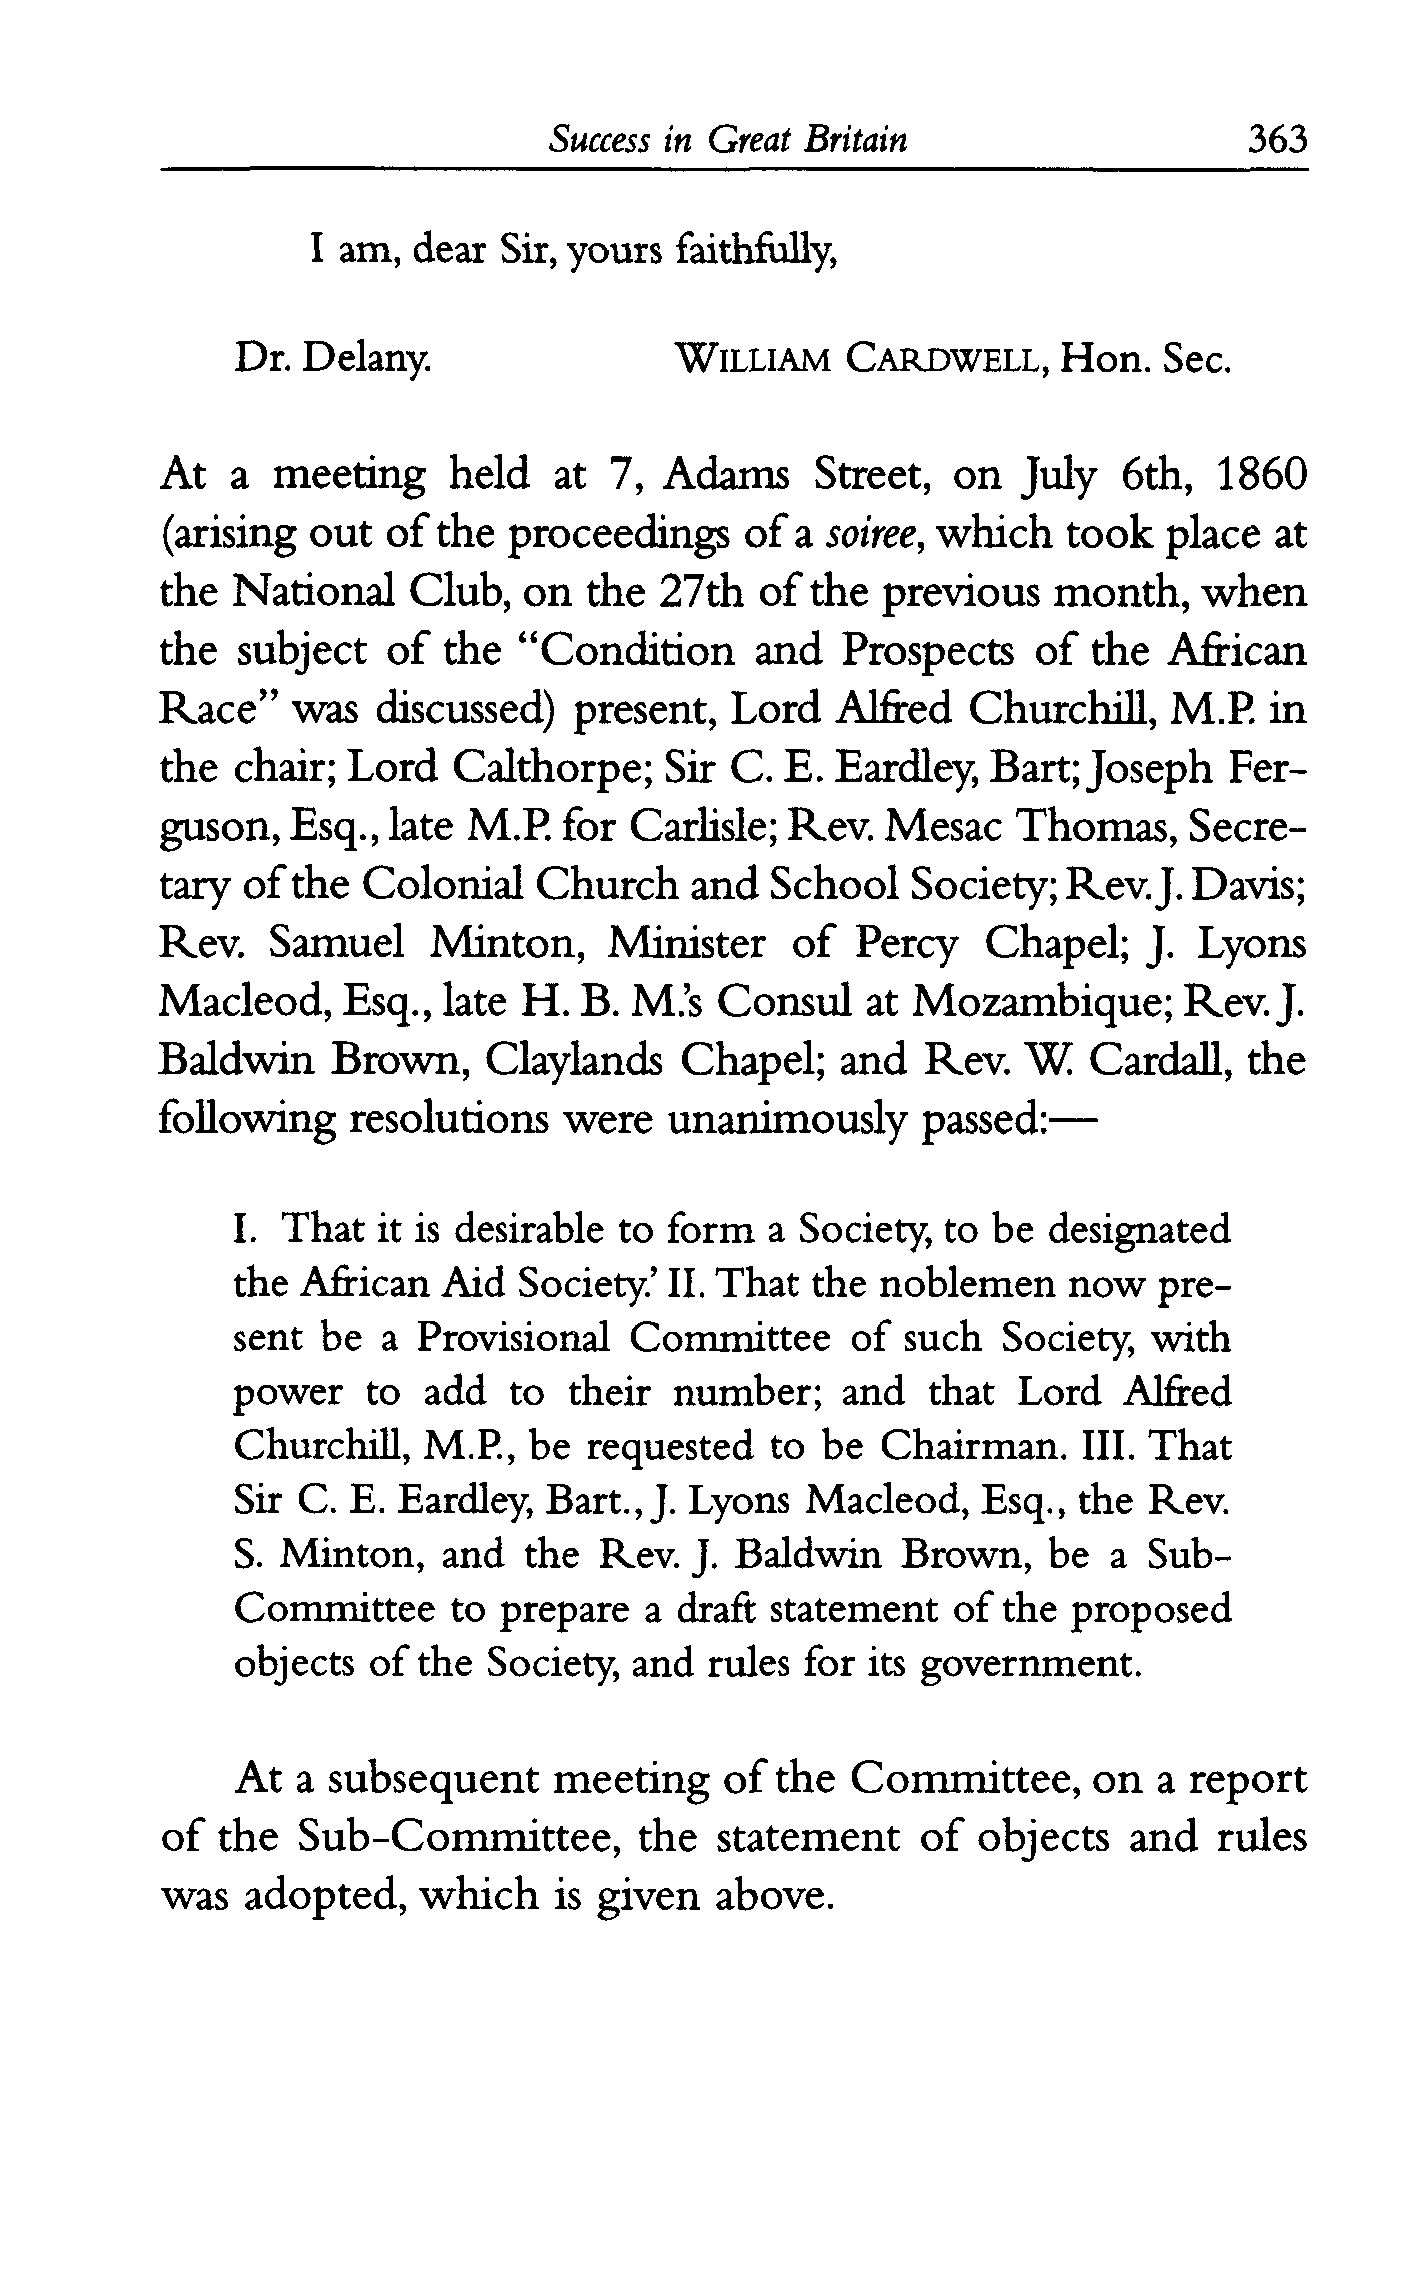 Success in Great Britain 363
I am, dear Sir, yours faithfully,
Dr. Delany. WILLIAM CARDWELL, Hon. Sec.
At a meeting held at 7, Adams Street, on July 6th, 1860
(arising out of the proceedings of a soiree, which took place at
the National Club, on the 27th of the previous month, when
the subject of the “Condition and Prospects of the African
Race” was discussed) present, Lord Alfred Churchill, M.P. in
the chair; Lord Calthorpe; Sir C. E. Eardley, Bart; Joseph Fer-
guson, Esq., late M.P. for Carlisle; Rev. Mesac Thomas, Secre-
tary of the Colonial Church and School Society; Rev. J. Davis;
Rev. Samuel Minton, Minister of Percy Chapel; J. Lyons
Macleod, Esq., late H. B. M.’s Consul at Mozambique; Rev. J.
Baldwin Brown, Claylands Chapel; and Rev. W. Cardall, the
following resolutions were unanimously passed:—
I. That it is desirable to form a Society, to be designated
the African Aid Society.’ II. That the noblemen now pre-
sent be a Provisional Committee of such Society, with
power to add to their number; and that Lord Alfred
Churchill, M.P., be requested to be Chairman. III. That
Sir C. E. Eardley, Bart., J. Lyons Macleod, Esq., the Rev.
S. Minton, and the Rev. J. Baldwin Brown, be a Sub-
Committee to prepare a draft statement of the proposed
objects of the Society, and rules for its government.
At a subsequent meeting of the Committee, on a report
of the Sub-Committee, the statement of objects and rules
was adopted, which is given above.